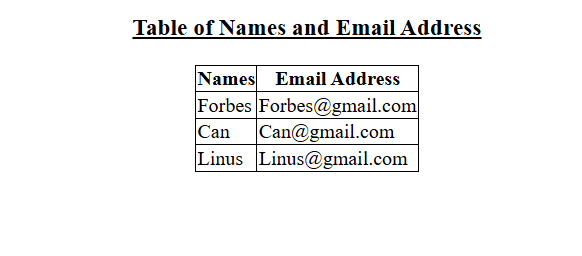 Table of Names and Email Address
Names Email Address
Forbes Forbes@gmail.com
Can Can@gmail.com
Linus Linus@gmail.com